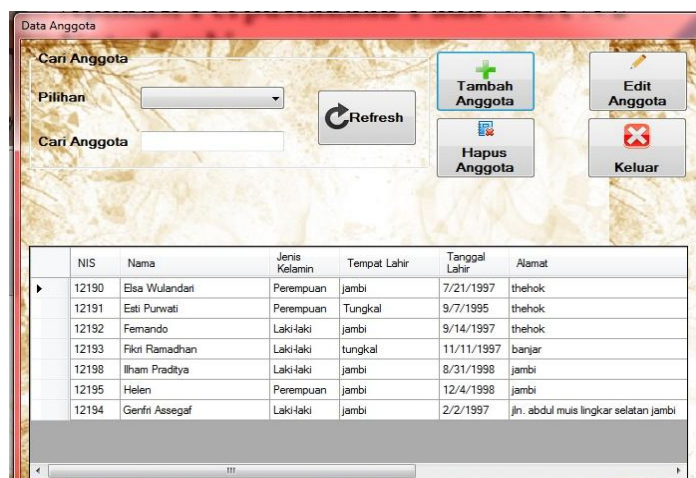 Data Anggota
Cari Anggota
Pilihan
Cari Anggota
Refresh
Tambah Anggota
Edit Anggota
Hapus Anggota
Keluar
NIS Nama Jenis Kelamin Tempat Lahir Tanggal Lahir Alamat
12190 Elsa Wulandari Perempuan jambi 7/21/1997 thehok
12191 Esti Purwati Perempuan Tungkal 9/7/1995 thehok
12192 Fernando Laki-laki jambi 9/14/1997 thehok
12193 Fikri Ramadhan Laki-laki tungkal 11/11/1997 banjar
12198 Ilham Praditya Laki-laki jambi 8/31/1998 jambi
12195 Helen Perempuan jambi 12/4/1998 jambi
12194 Genfri Assegaf Laki-laki jambi 2/2/1997 jln. abdul muis lingkar selatan jambi